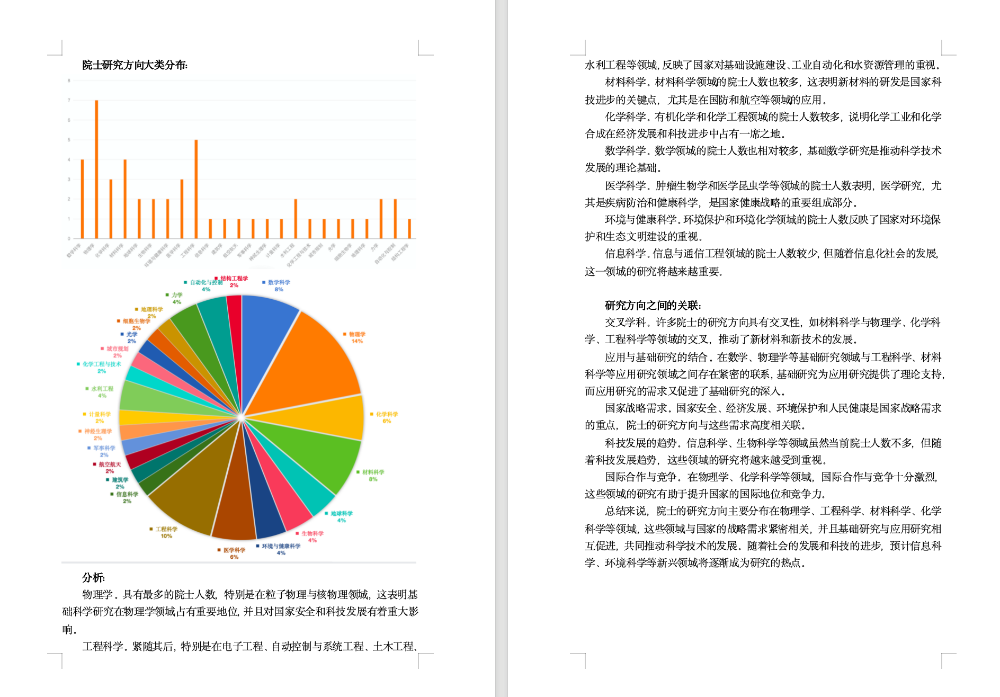 院士研究方向大类分布:
8
7
6
5
4
3
2
1
0
数学科学
物理学
化学科学
材料科学
地球科学
生物科学
环境与健康科学
医学科学
工程科学
信息科学
建筑学
航空航天
军事科学
神经生理学
计量科学
水利工程
化学工程与技术
城市规划
光学
细胞生物学
地理科学
力学
自动化与控制
结构工程学
结构工程学
2%
数学科学
8%
自动化与控制
4%
力学
4%
地理科学
2%
细胞生物学
2%
光学
2%
物理学
14%
城市规划
2%
化学工程与技术
2%
水利工程
4%
计量科学
2%
化学科学
6%
神经生理学
2%
军事科学
2%
航空航天
2%
材料科学
8%
建筑学
2%
信息科学
2%
地球科学
4%
工程科学
10%
生物科学
4%
环境与健康科学
4%
医学科学
6%
分析:
物理学。具有最多的院士人数，特别是在粒子物理与核物理领域，这表明基
础科学研究在物理学领域占有重要地位，并且对国家安全和科技发展有着重大影
响。
工程科学。紧随其后，特别是在电子工程、自动控制与系统工程、土木工程、
水利工程等领域，反映了国家对基础设施建设、工业自动化和水资源管理的重视。
材料科学。材料科学领域的院士人数也较多，这表明新材料的研发是国家科
技进步的关键点，尤其是在国防和航空等领域的应用。
化学科学。有机化学和化学工程领域的院士人数较多，说明化学工业和化学
合成在经济发展和科技进步中占有一席之地。
数学科学。数学领域的院士人数也相对较多，基础数学研究是推动科学技术
发展的理论基础。
医学科学。肿瘤生物学和医学昆虫学等领域的院士人数表明，医学研究，尤
其是疾病防治和健康科学，是国家健康战略的重要组成部分。
环境与健康科学。环境保护和环境化学领域的院士人数反映了国家对环境保
护和生态文明建设的重视。
信息科学。信息与通信工程领域的院士人数较少，但随着信息化社会的发展，
这一领域的研究将越来越重要。
研究方向之间的关联:
交叉学科。许多院士的研究方向具有交叉性，如材料科学与物理学、化学科
学、工程科学等领域的交叉，推动了新材料和新技术的发展。
应用与基础研究的结合。在数学、物理学等基础研究领域与工程科学、材料
科学等应用研究领域之间存在紧密的联系，基础研究为应用研究提供了理论支持，
而应用研究的需求又促进了基础研究的深入。
国家战略需求。国家安全、经济发展、环境保护和人民健康是国家战略需求
的重点，院士的研究方向与这些需求高度相关联。
科技发展的趋势。信息科学、生物科学等领域虽然当前院士人数不多，但随
着科技发展趋势，这些领域的研究将越来越受到重视。
国际合作与竞争。在物理学、化学科学等领域，国际合作与竞争十分激烈，
这些领域的研究有助于提升国家的国际地位和竞争力。
总结来说，院士的研究方向主要分布在物理学、工程科学、材料科学、化学
科学等领域，这些领域与国家的战略需求紧密相关，并且基础研究与应用研究相
互促进，共同推动科学技术的发展。随着社会的发展和科技的进步，预计信息科
学、环境科学等新兴领域将逐渐成为研究的热点。